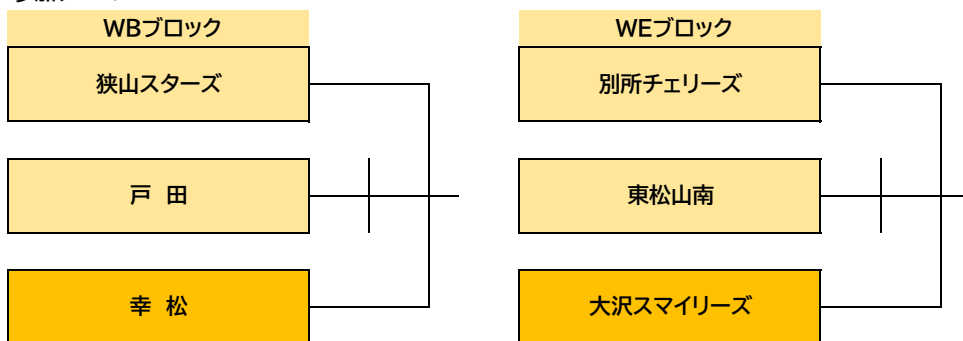 WBブロック
狭山スターズ
戸 田
幸 松
WEブロック
別所チェリーズ
東松山南
大沢スマイリーズ